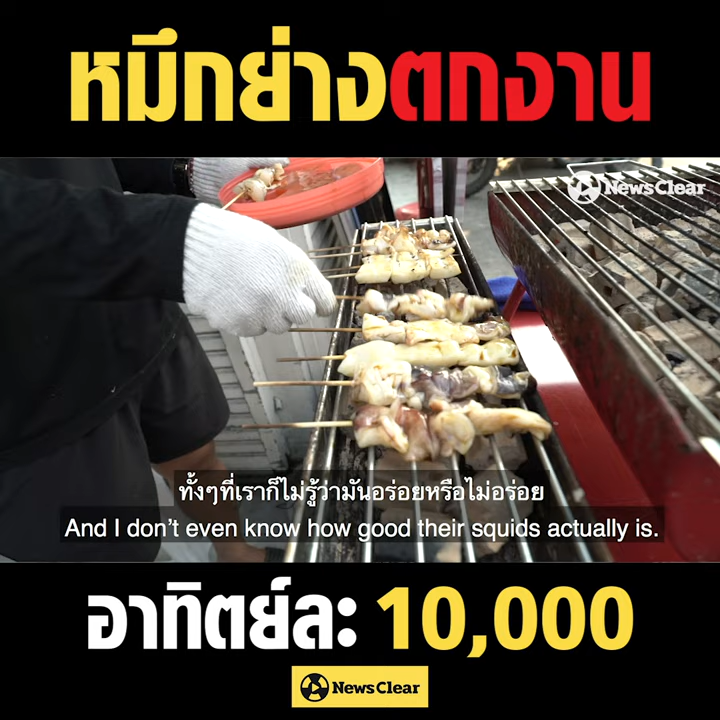 หมึกย่างตกงาน
NewsClear
ทั้งๆที่เราก็ไม่รู้ว่ามันอร่อยหรือไม่อร่อย
And I don't even know how good their squids actually is.
อาทิตย์ละ 10,000
NewsClear